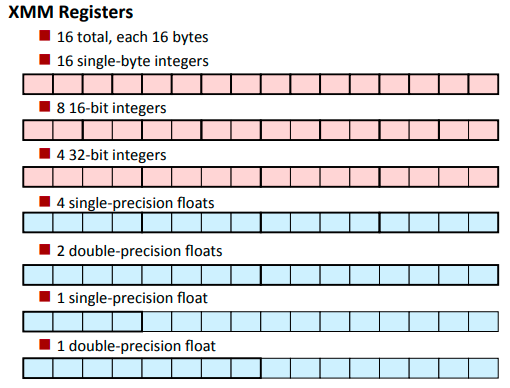 XMM Registers
16 total, each 16 bytes
16 single-byte integers
8 16-bit integers
4 32-bit integers
4 single-precision floats
2 double-precision floats
1 single-precision float
1 double-precision float